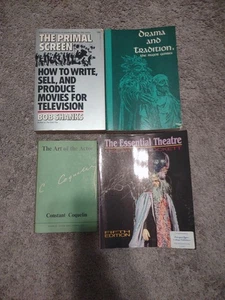 THE PRIMAL
SCREEN
HOW TO WRITE,
SELL, AND
PRODUCE
MOVIES FOR
TELEVISION
BOB SHANKS
Drama
and
Tradition
The Art of the Actor
Constant Coquelin
The Essential Theatre
FIFTH
EDITION